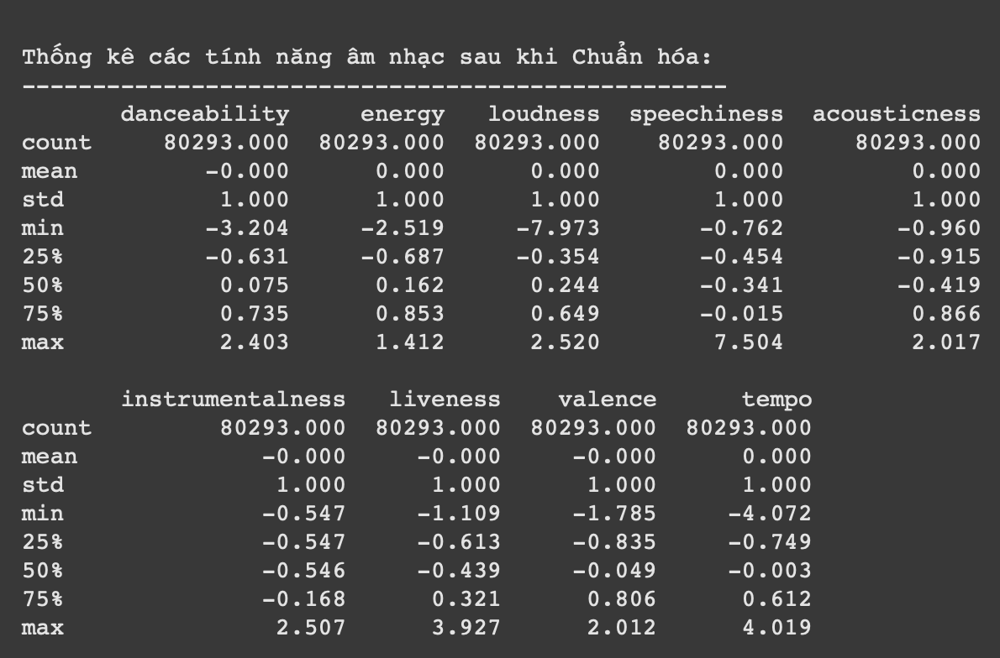 Thống kê các tính năng âm nhạc sau khi Chuẩn hóa:
--------------------------------------------------
danceability energy loudness speechiness acousticness
count 80293.000 80293.000 80293.000 80293.000 80293.000
mean -0.000 0.000 0.000 0.000 0.000
std 1.000 1.000 1.000 1.000 1.000
min -3.204 -2.519 -7.973 -0.762 -0.960
25% -0.631 -0.687 -0.354 -0.454 -0.915
50% 0.075 0.162 0.244 -0.341 -0.419
75% 0.735 0.853 0.649 -0.015 0.866
max 2.403 1.412 2.520 7.504 2.017
instrumentalness liveness valence tempo
count 80293.000 80293.000 80293.000 80293.000
mean -0.000 -0.000 -0.000 0.000
std 1.000 1.000 1.000 1.000
min -0.547 -1.109 -1.785 -4.072
25% -0.547 -0.613 -0.835 -0.749
50% -0.546 -0.439 -0.049 -0.003
75% -0.168 0.321 0.806 0.612
max 2.507 3.927 2.012 4.019